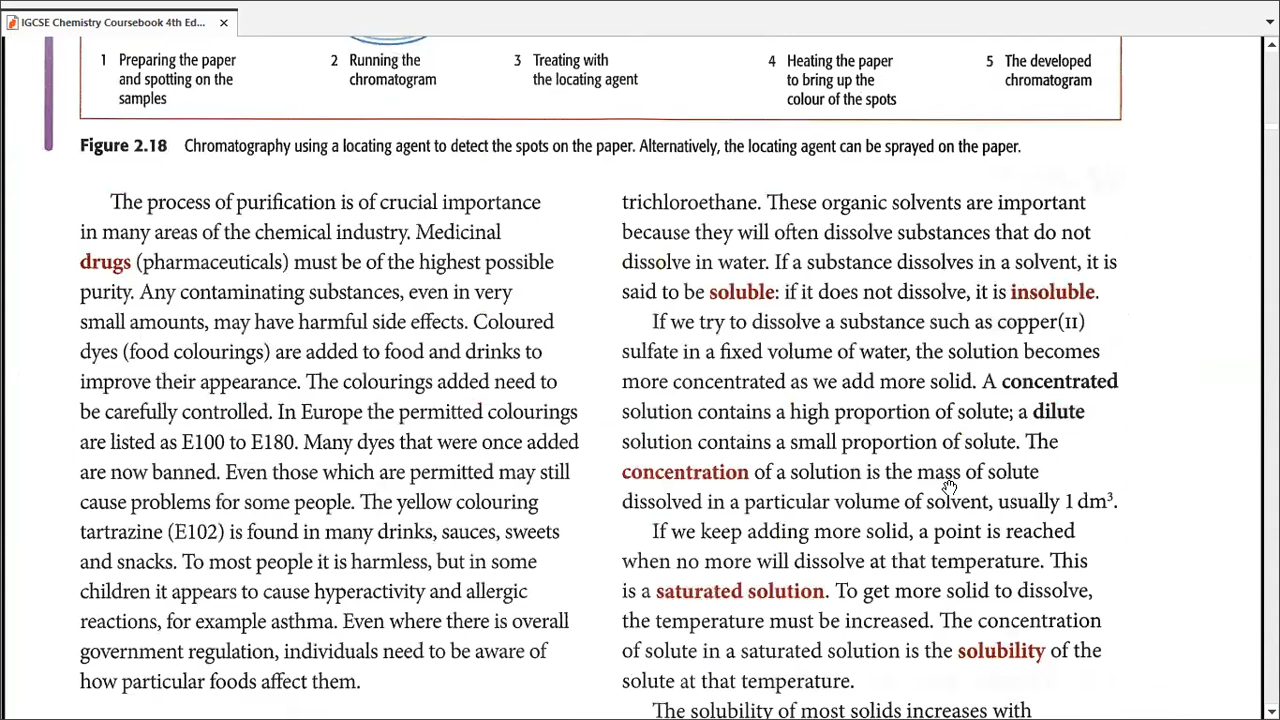 IGCSE Chemistry Coursebook 4th Ed...
1 Preparing the paper
and spotting on the
samples
2 Running the
chromatogram
3 Treating with
the locating agent
4 Heating the paper
to bring up the
colour of the spots
5 The developed
chromatogram
Figure 2.18 Chromatography using a locating agent to detect the spots on the paper. Alternatively, the locating agent can be sprayed on the paper.
The process of purification is of crucial importance
in many areas of the chemical industry. Medicinal
drugs (pharmaceuticals) must be of the highest possible
purity. Any contaminating substances, even in very
small amounts, may have harmful side effects. Coloured
dyes (food colourings) are added to food and drinks to
improve their appearance. The colourings added need to
be carefully controlled. In Europe the permitted colourings
are listed as E100 to E180. Many dyes that were once added
are now banned. Even those which are permitted may still
cause problems for some people. The yellow colouring
tartrazine (E102) is found in many drinks, sauces, sweets
and snacks. To most people it is harmless, but in some
children it appears to cause hyperactivity and allergic
reactions, for example asthma. Even where there is overall
government regulation, individuals need to be aware of
how particular foods affect them.
trichloroethane. These organic solvents are important
because they will often dissolve substances that do not
dissolve in water. If a substance dissolves in a solvent, it is
said to be soluble: if it does not dissolve, it is insoluble.
If we try to dissolve a substance such as copper(II)
sulfate in a fixed volume of water, the solution becomes
more concentrated as we add more solid. A concentrated
solution contains a high proportion of solute; a dilute
solution contains a small proportion of solute. The
concentration of a solution is the mass of solute
dissolved in a particular volume of solvent, usually 1 dm³.
If we keep adding more solid, a point is reached
when no more will dissolve at that temperature. This
is a saturated solution. To get more solid to dissolve,
the temperature must be increased. The concentration
of solute in a saturated solution is the solubility of the
solute at that temperature.
The solubility of most solids increases with